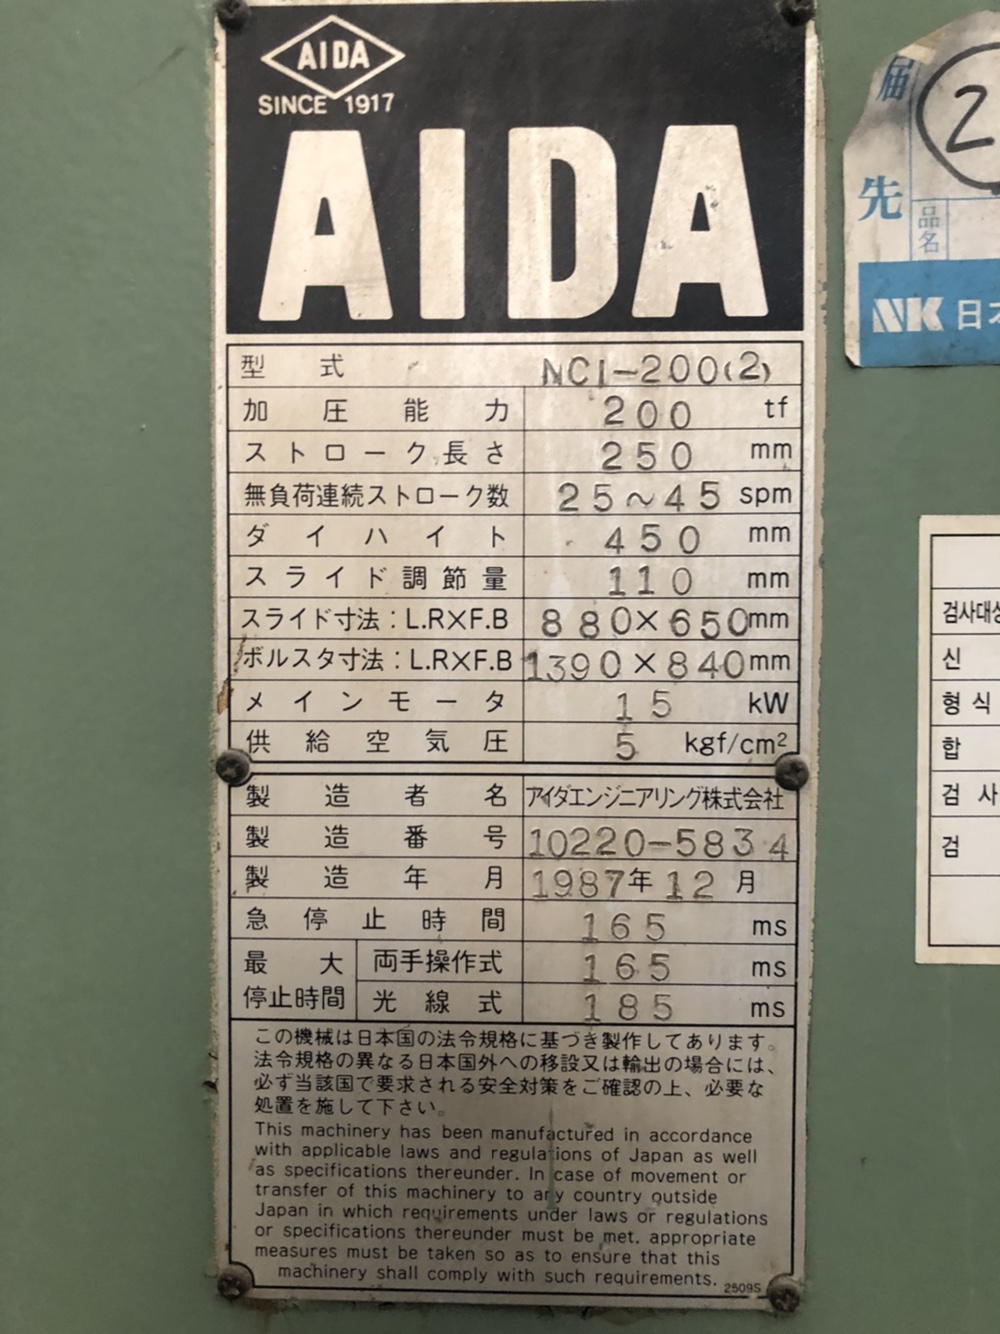 AIDA
SINCE 1917
AIDA
型式 NC1-200(2)
加圧能力 200 tf
ストローク長さ 250 mm
無負荷連続ストローク数 25~45 spm
ダイハイト 450 mm
スライド調節量 110 mm
スライド寸法:L.R×F.B 880×650mm
ボルスタ寸法:L.R×F.B 1390×840mm
メインモータ 15 kW
供給空気圧 5 kgf/cm²
製造者名 アイダエンジニアリング株式会社
製造番号 10220-5834
製造年月 1987年12月
急停止時間 165 ms
最大停止時間 両手操作式 165 ms
光線式 185 ms
この機械は日本国の法令規格に基づき製作してあります。
法令規格の異なる日本国外への移設又は輸出の場合には、
必ず当該国で要求される安全対策をご確認の上、必要な
処置を施して下さい。
This machinery has been manufactured in accordance
with applicable laws and regulations of Japan as well
as specifications thereunder. In case of movement or
transfer of this machinery to any country outside
Japan in which requirements under laws or regulations
or specifications thereunder must be met, appropriate
measures must be taken so as to ensure that this
machinery shall comply with such requirements.
2509S
届
先
2
品名
NK 日本
검사대상
신
형식
합
검사
검